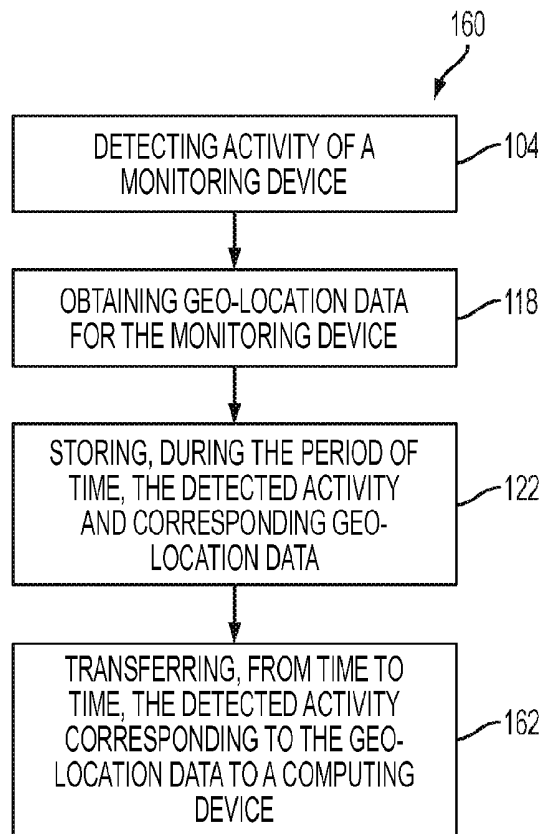 160
DETECTING ACTIVITY OF A
MONITORING DEVICE
104
OBTAINING GEO-LOCATION DATA
FOR THE MONITORING DEVICE
118
STORING, DURING THE PERIOD OF
TIME, THE DETECTED ACTIVITY
AND CORRESPONDING GEO-
LOCATION DATA
122
TRANSFERRING, FROM TIME TO
TIME, THE DETECTED ACTIVITY
CORRESPONDING TO THE GEO-
LOCATION DATA TO A COMPUTING
DEVICE
162